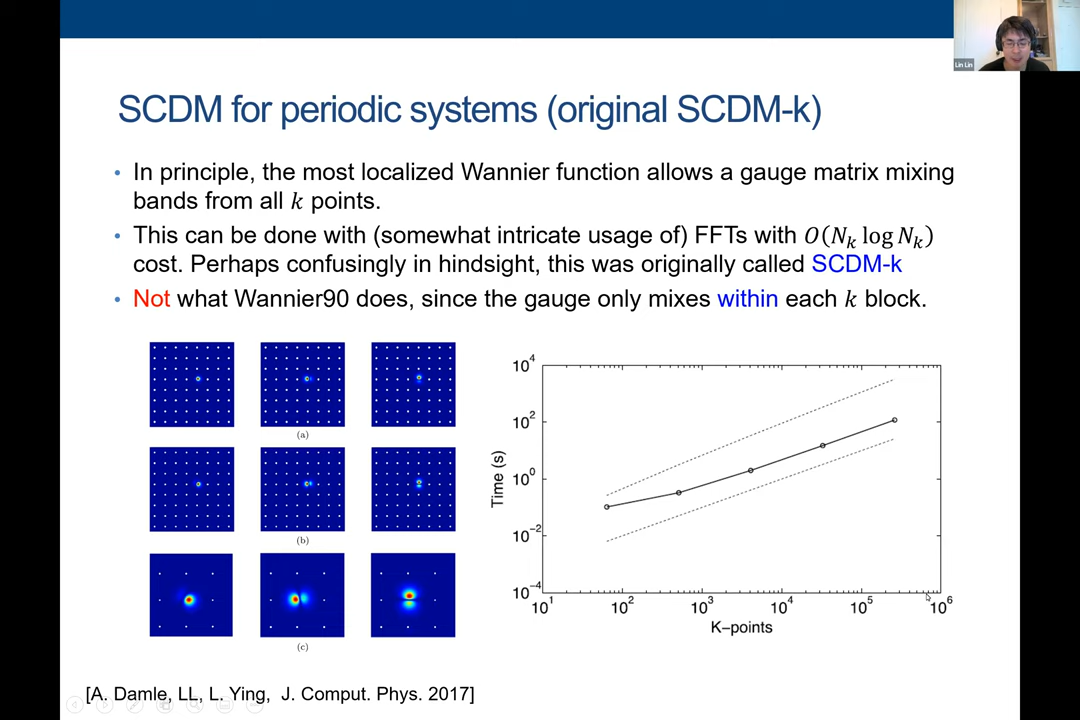 Lin Lin
SCDM for periodic systems (original SCDM-k)
• In principle, the most localized Wannier function allows a gauge matrix mixing
bands from all k points.
• This can be done with (somewhat intricate usage of) FFTs with O(N_k log N_k)
cost. Perhaps confusingly in hindsight, this was originally called SCDM-k
• Not what Wannier90 does, since the gauge only mixes within each k block.
(a)
(b)
(c)
10^4
10^2
10^0
10^-2
10^-4
Time (s)
10^1 10^2 10^3 10^4 10^5 10^6
K-points
[A. Damle, LL, L. Ying, J. Comput. Phys. 2017]